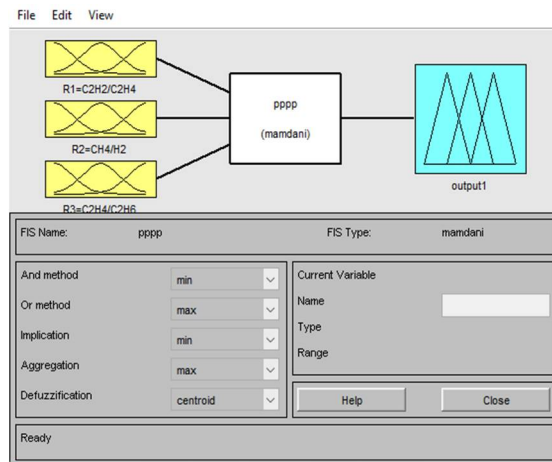 File Edit View
R1=C2H2/C2H4
R2=CH4/H2
R3=C2H4/C2H6
pppp
(mamdani)
output1
FIS Name: pppp FIS Type: mamdani
And method min
Or method max
Implication min
Aggregation max
Defuzzification centroid
Current Variable
Name
Type
Range
Help Close
Ready